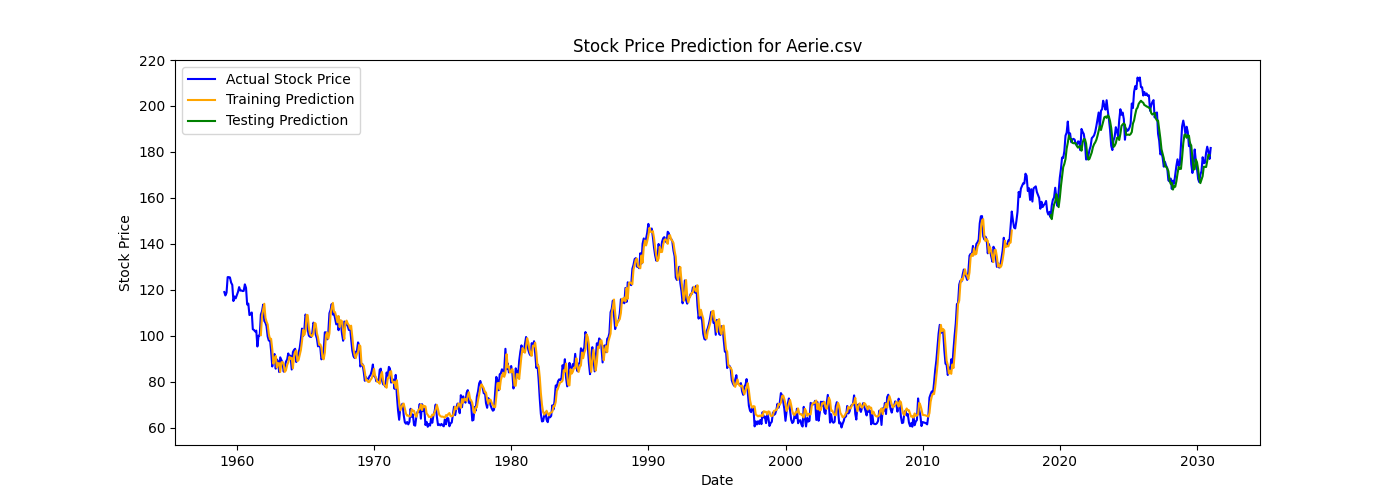 Stock Price Prediction for Aerie.csv
Actual Stock Price
Training Prediction
Testing Prediction
Stock Price
220
200
180
160
140
120
100
80
60
1960
1970
1980
1990
2000
2010
2020
2030
Date